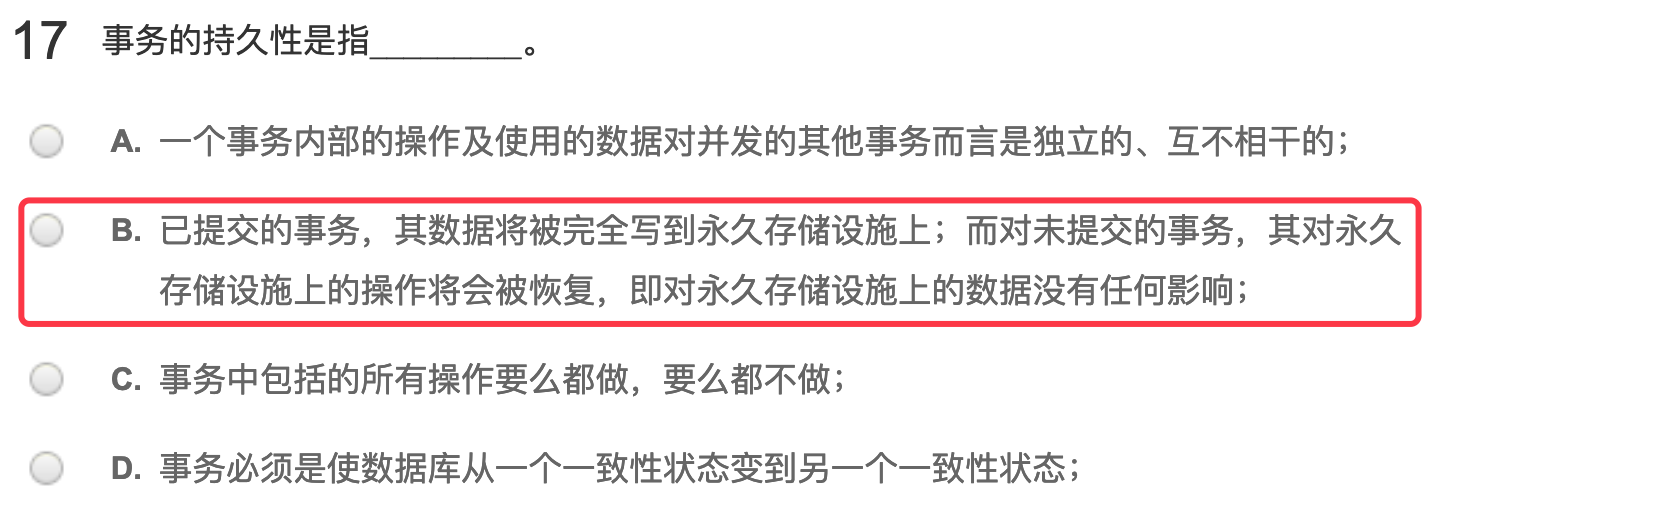 17 事务的持久性是指_________。
A. 一个事务内部的操作及使用的数据对并发的其他事务而言是独立的、互不相干的；
B. 已提交的事务，其数据将被完全写到永久存储设施上；而对未提交的事务，其对永久
存储设施上的操作将会被恢复，即对永久存储设施上的数据没有任何影响；
C. 事务中包括的所有操作要么都做，要么都不做；
D. 事务必须是使数据库从一个一致性状态变到另一个一致性状态；